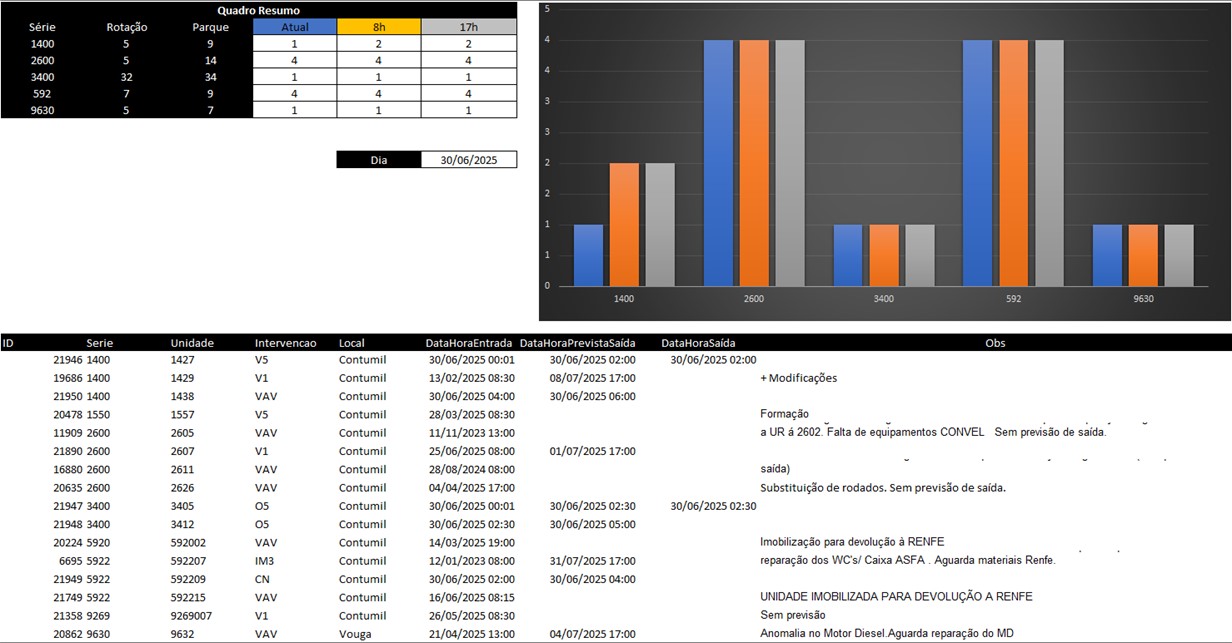 Quadro Resumo
Série Rotação Parque Atual 8h 17h
1400 5 9 1 2 2
2600 5 14 4 4 4
3400 32 34 1 1 1
592 7 9 4 4 4
9630 5 7 1 1 1
Dia 30/06/2025
5
4
4
3
3
2
2
1
1
0
1400 2600 3400 592 9630
ID Serie Unidade Intervencao Local DataHoraEntrada DataHoraPrevistaSaída DataHoraSaída Obs
21946 1400 1427 V5 Contumil 30/06/2025 00:01 30/06/2025 02:00 30/06/2025 02:00
19686 1400 1429 V1 Contumil 13/02/2025 08:30 08/07/2025 17:00 + Modificações
21950 1400 1438 VAV Contumil 30/06/2025 04:00 30/06/2025 06:00
20478 1550 1557 V5 Contumil 28/03/2025 08:30 Formação
11909 2600 2605 VAV Contumil 11/11/2023 13:00 a UR á 2602. Falta de equipamentos CONVEL Sem previsão de saída.
21890 2600 2607 V1 Contumil 25/06/2025 08:00 01/07/2025 17:00
16880 2600 2611 VAV Contumil 28/08/2024 08:00 saída)
20635 2600 2626 VAV Contumil 04/04/2025 17:00 Substituição de rodados. Sem previsão de saída.
21947 3400 3405 O5 Contumil 30/06/2025 00:01 30/06/2025 02:30 30/06/2025 02:30
21948 3400 3412 O5 Contumil 30/06/2025 02:30 30/06/2025 05:00
20224 5920 592002 VAV Contumil 14/03/2025 19:00 Imobilização para devolução à RENFE
6695 5922 592207 IM3 Contumil 12/01/2023 08:00 31/07/2025 17:00 reparação dos WC's/ Caixa ASFA . Aguarda materiais Renfe.
21949 5922 592209 CN Contumil 30/06/2025 02:00 30/06/2025 04:00
21749 5922 592215 VAV Contumil 16/06/2025 08:15 UNIDADE IMOBILIZADA PARA DEVOLUÇÃO A RENFE
21358 9269 9269007 V1 Contumil 26/05/2025 08:30 Sem previsão
20862 9630 9632 VAV Vouga 21/04/2025 13:00 04/07/2025 17:00 Anomalia no Motor Diesel.Aguarda reparação do MD